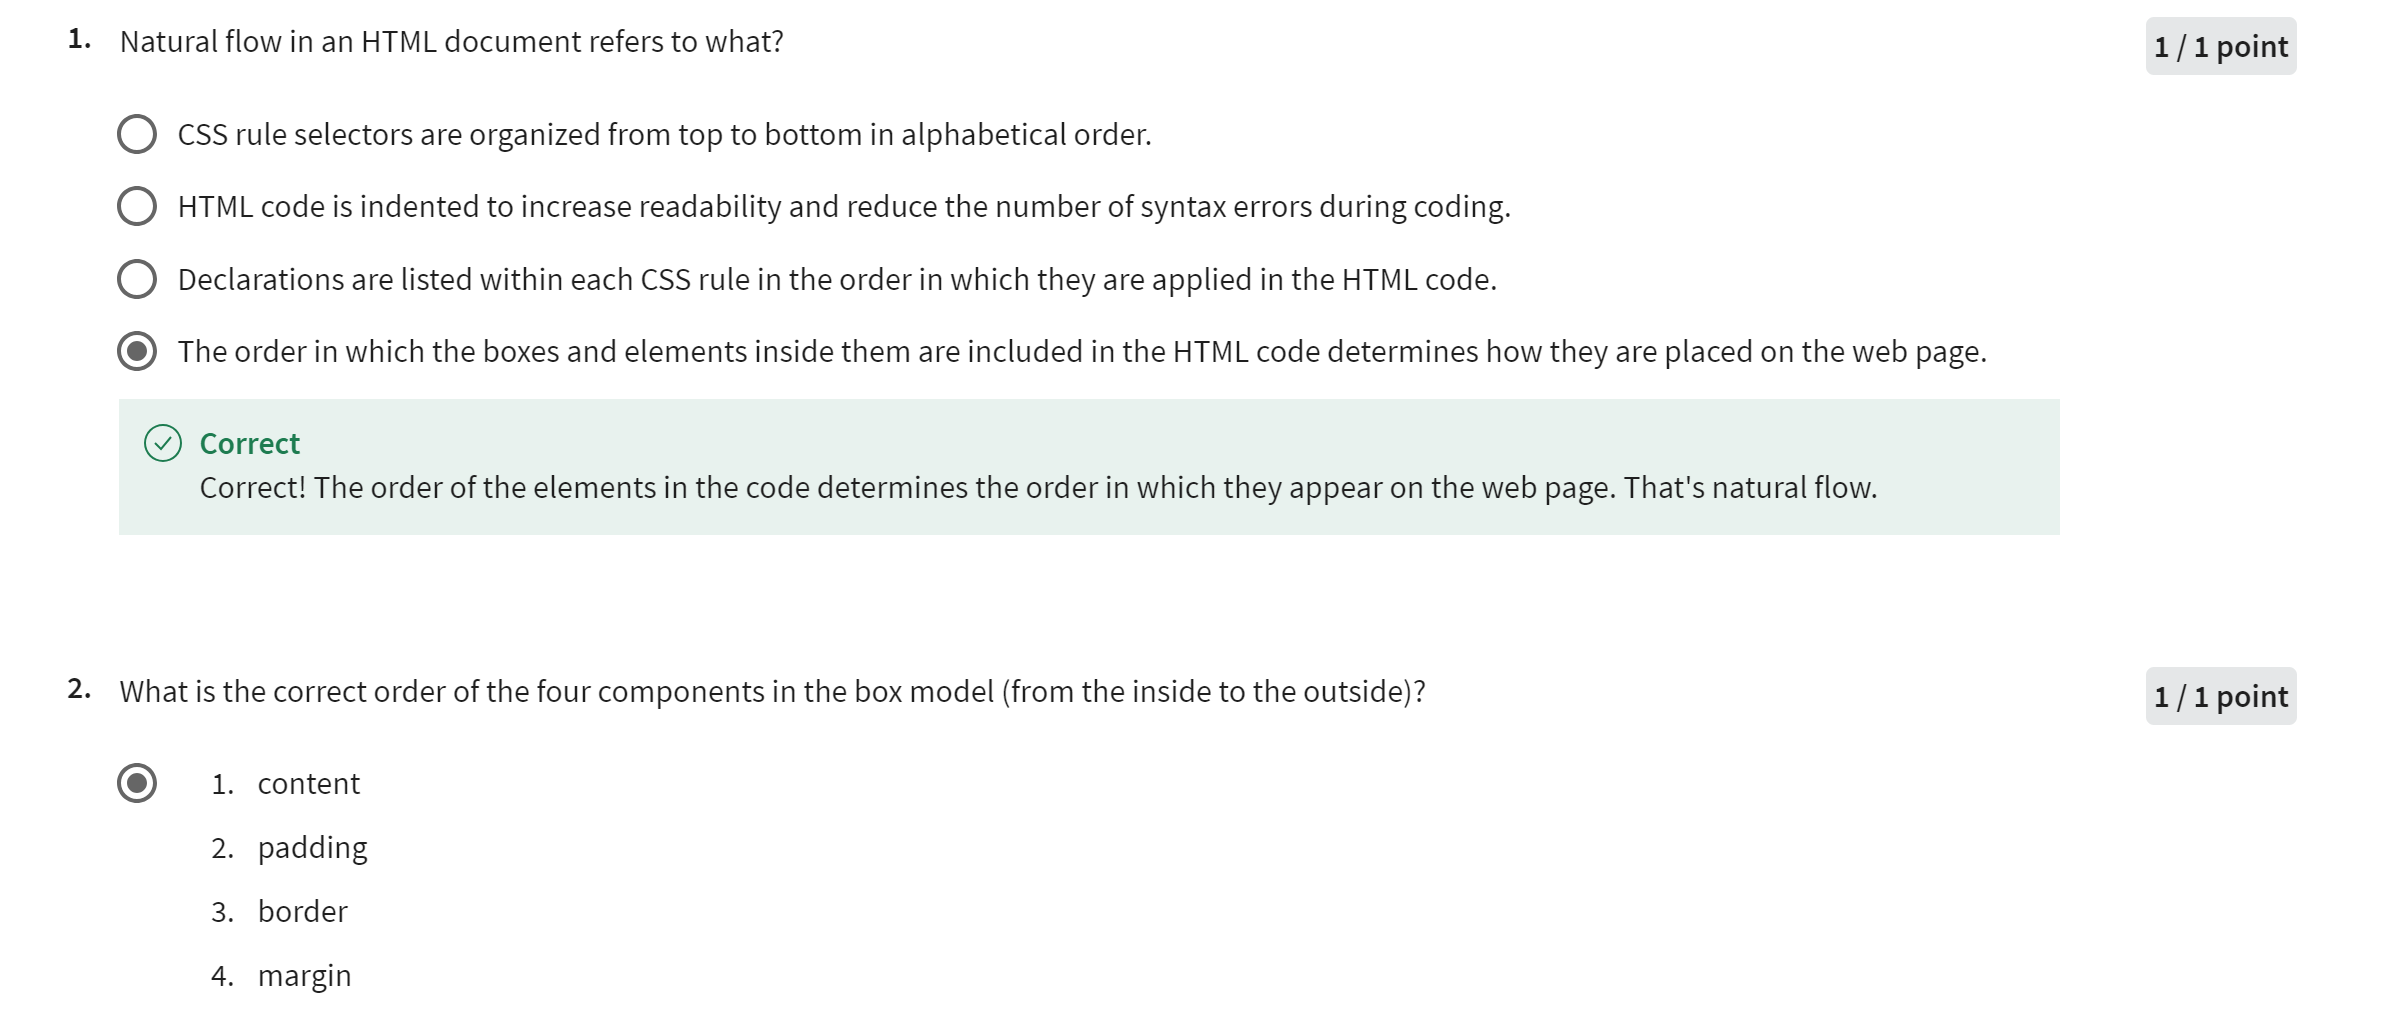 1. Natural flow in an HTML document refers to what?
1 / 1 point
CSS rule selectors are organized from top to bottom in alphabetical order.
HTML code is indented to increase readability and reduce the number of syntax errors during coding.
Declarations are listed within each CSS rule in the order in which they are applied in the HTML code.
The order in which the boxes and elements inside them are included in the HTML code determines how they are placed on the web page.
Correct
Correct! The order of the elements in the code determines the order in which they appear on the web page. That's natural flow.
2. What is the correct order of the four components in the box model (from the inside to the outside)?
1 / 1 point
1. content
2. padding
3. border
4. margin